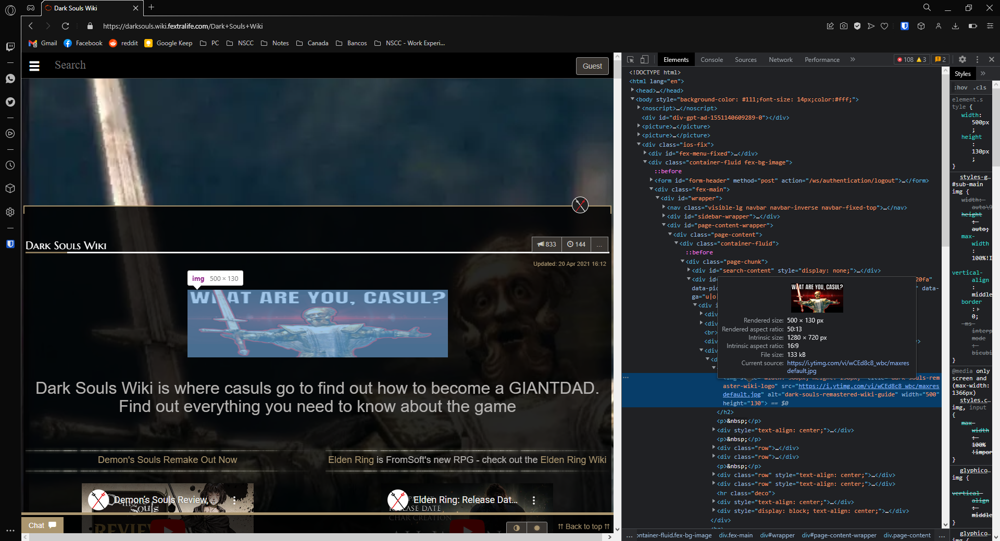 Dark Souls Wiki
https://darksouls.wiki.fextralife.com/Dark+Souls+Wiki
Gmail
Facebook
reddit
Google Keep
PC
NSCC
Notes
Canada
Bancos
NSCC - Work Experi...
Search
Guest
DARK SOULS WIKI
833
144
...
Updated: 20 Apr 2021 16:12
img 500 × 130
WHAT ARE YOU, CASUL?
Dark Souls Wiki is where casuls go to find out how to become a GIANTDAD.
Find out everything you need to know about the game
Demon's Souls Remake Out Now
Elden Ring is FromSoft's new RPG - check out the Elden Ring Wiki
Demon's Souls Review,
Elden Ring: Release Dat...
RELEASE DATE
CHAR CREATION
REVIEW
Chat
Back to top
Elements
Console
Sources
Network
Performance
108
3
2
<!DOCTYPE html>
<html lang="en">
<head>…</head>
<body style="background-color: #111;font-size: 14px;color:#fff;">
<noscript>…</noscript>
<div id="div-gpt-ad-1551140609289-0"></div>
<picture>…</picture>
<picture>…</picture>
<div class="ios-fix">
<div id="fex-menu-fixed">…</div>
<div class="container-fluid fex-bg-image">
::before
<form id="form-header" method="post" action="/ws/authentication/logout">…</form>
<div class="fex-main">
<div id="wrapper">
<nav class="visible-lg navbar navbar-inverse navbar-fixed-top">…</nav>
<div id="sidebar-wrapper">…</div>
<div id="page-content-wrapper">
<div class="page-content">
<div class="container-fluid">
::before
<div class="page-chunk">
<div id="search-content" style="display: none;">…</div>
<div id= 20fa"
data-pic " data-
ga="u|o
<div i
<div
<div
<br>
<div
<div
<d
WHAT ARE YOU, CASUL?
Rendered size: 500 × 130 px
Rendered aspect ratio: 50:13
Intrinsic size: 1280 × 720 px
Intrinsic aspect ratio: 16:9
File size: 133 kB
Current source: https://i.ytimg.com/vi/wCEd8c8_wbc/maxres
default.jpg
aster-wiki-logo" src="https://i.ytimg.com/vi/wCEd8c8_wbc/maxres
default.jpg" alt="dark-souls-remastered-wiki-guide" width="500"
height="130"> == $0
</h2>
<p>&nbsp;</p>
<div style="text-align: center;">…</div>
<p>&nbsp;</p>
<div class="row">…</div>
<div class="row">…</div>
<p>&nbsp;</p>
<div class="row" style="text-align: center;">…</div>
<div class="row" style="text-align: center;">…</div>
<hr class="deco">
<div style="text-align: center;">…</div>
<div style="display: block; text-align: center;">…</div>
</div>
... ontainer-fluid.fex-bg-image div.fex-main div#wrapper div#page-content-wrapper div.page-content ...
Styles
:hov .cls
element.s
tyle {
width:
500px
;
height
:
130px
;
}
styles-g…
#sub-main
img {
width:
auto\9
height
:
auto;
max-
width
:
100%!I
vertical-
align
:
middle
border
:
0;
-ms-
interp
mode
:
bicubi
}
@media only
screen and
(max-width:
1366px)
styles.c…
img, input
{
max-
width
:
100%
!impor
}
glyphico…
img {
vertical-
align
:
middle
}
glyphico…
img {